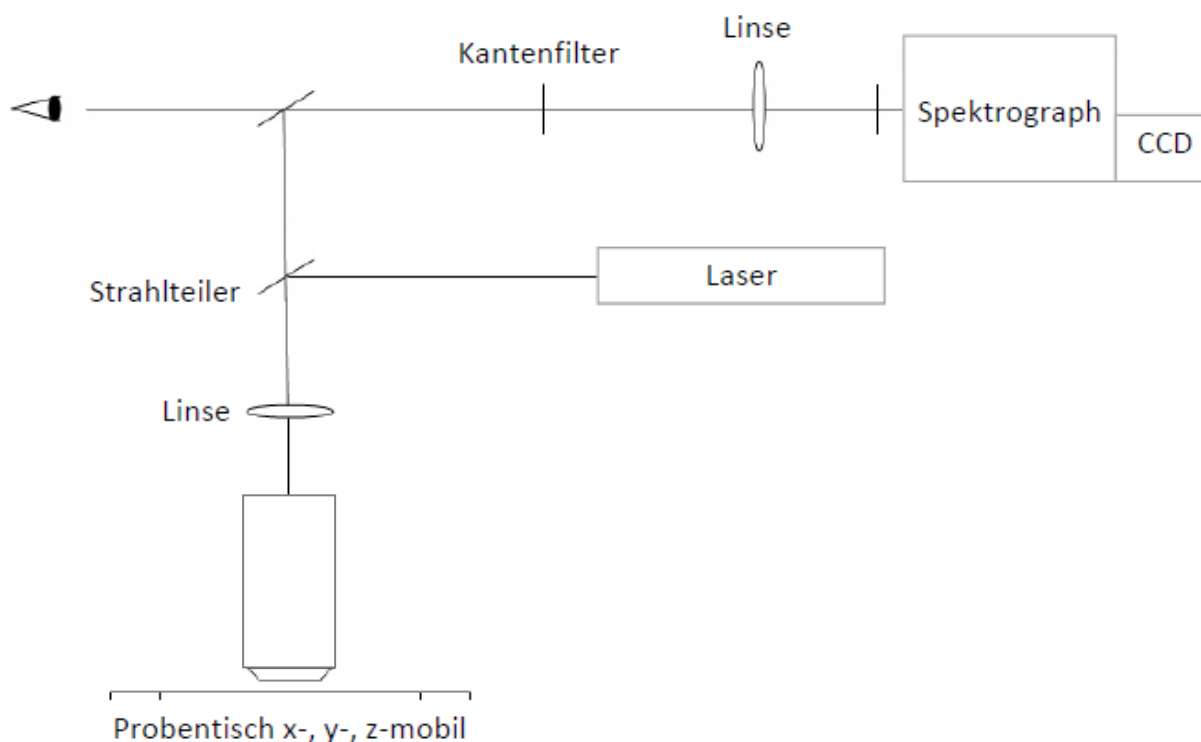 Linse
Kantenfilter
Spektrograph
CCD
Strahlteiler
Laser
Linse
Probentisch x-, y-, z-mobil